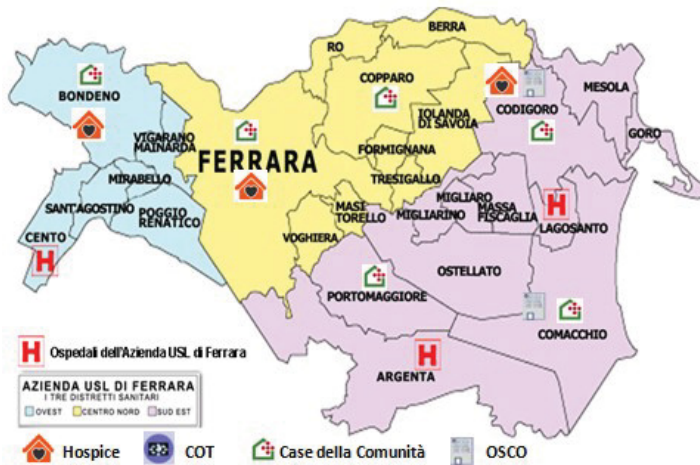 BERRA
RO
COPPARO
MESOLA
BONDENO
CODIGORO
JOLANDA
DI SAVOIA
GORO
VIGARANO
MAINARDA
FERRARA
FORMIGNANA
MIRABELLO
TRESIGALLO
MIGLIARO
SANT'AGOSTINO
MASI
TORELLO
MASSA
FISCAGLIA
POGGIO
RENATICO
MIGLIARINO
LAGOSANTO
CENTO
H
H
VOGHIERA
OSTELLATO
PORTOMAGGIORE
COMACCHIO
H
Ospedali dell'Azienda USL di Ferrara
H
ARGENTA
AZIENDA USL DI FERRARA
I TRE DISTRETTI SANITARI
OVEST CENTRO NORD SUD EST
Hospice COT Case della Comunità OSCO